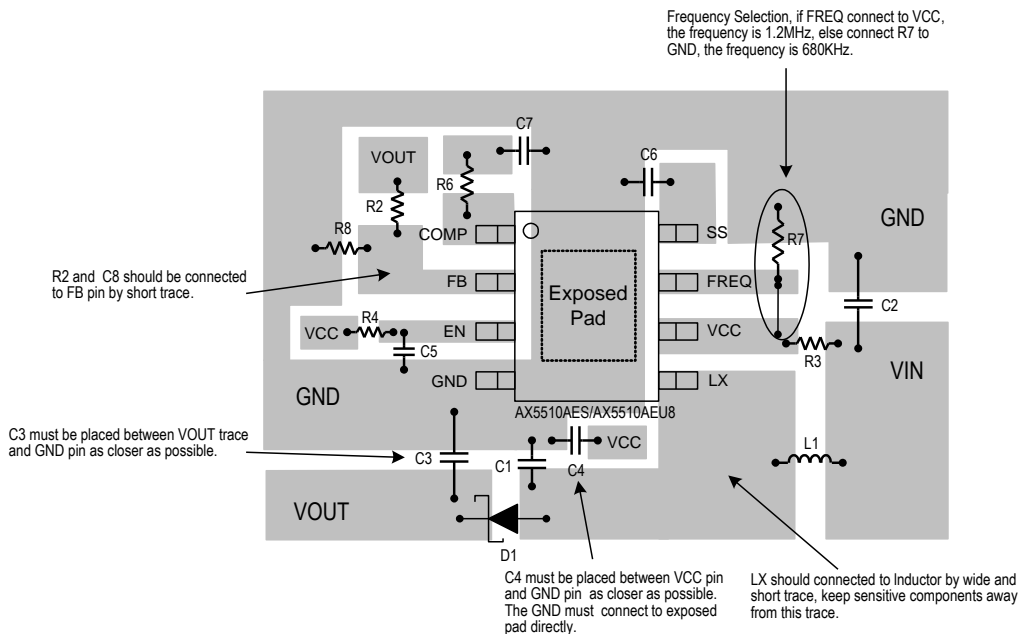 Frequency Selection, if FREQ connect to VCC,
the frequency is 1.2MHz, else connect R7 to
GND, the frequency is 680KHz.
C7
VOUT
C6
R6
R2
GND
COMP
SS
R8
R7
R2 and C8 should be connected
to FB pin by short trace.
FB
Exposed
Pad
FREQ
C2
VCC
R4
EN
VCC
C5
R3
GND
LX
VIN
GND
AX5510AES/AX5510AEU8
C3 must be placed between VOUT trace
and GND pin as closer as possible.
C3
C1
C4
VCC
L1
VOUT
D1
C4 must be placed between VCC pin
and GND pin as closer as possible.
The GND must connect to exposed
pad directly.
LX should connected to Inductor by wide and
short trace, keep sensitive components away
from this trace.